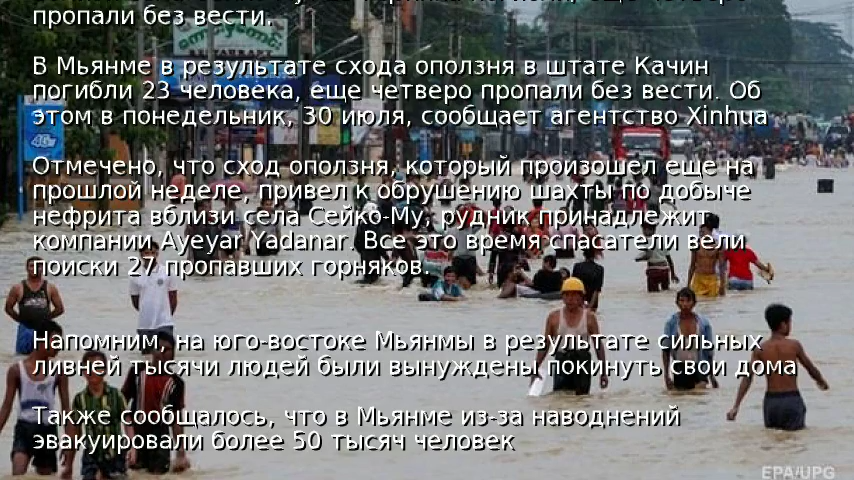 пропали без вести.
В Мьянме в результате схода оползня в штате Качин
погибли 23 человека, еще четверо пропали без вести. Об
этом в понедельник, 30 июля, сообщает агентство Xinhua
Отмечено, что сход оползня, который произошел еще на
прошлой неделе, привел к обрушению шахты по добыче
нефрита вблизи села Сейко-Му, рудник принадлежит
компании Ayeyar Yadanar. Все это время спасатели вели
поиски 27 пропавших горняков.
Напомним, на юго-востоке Мьянмы в результате сильных
ливней тысячи людей были вынуждены покинуть свои дома
Также сообщалось, что в Мьянме из-за наводнений
эвакуировали более 50 тысяч человек
EPA/UPG